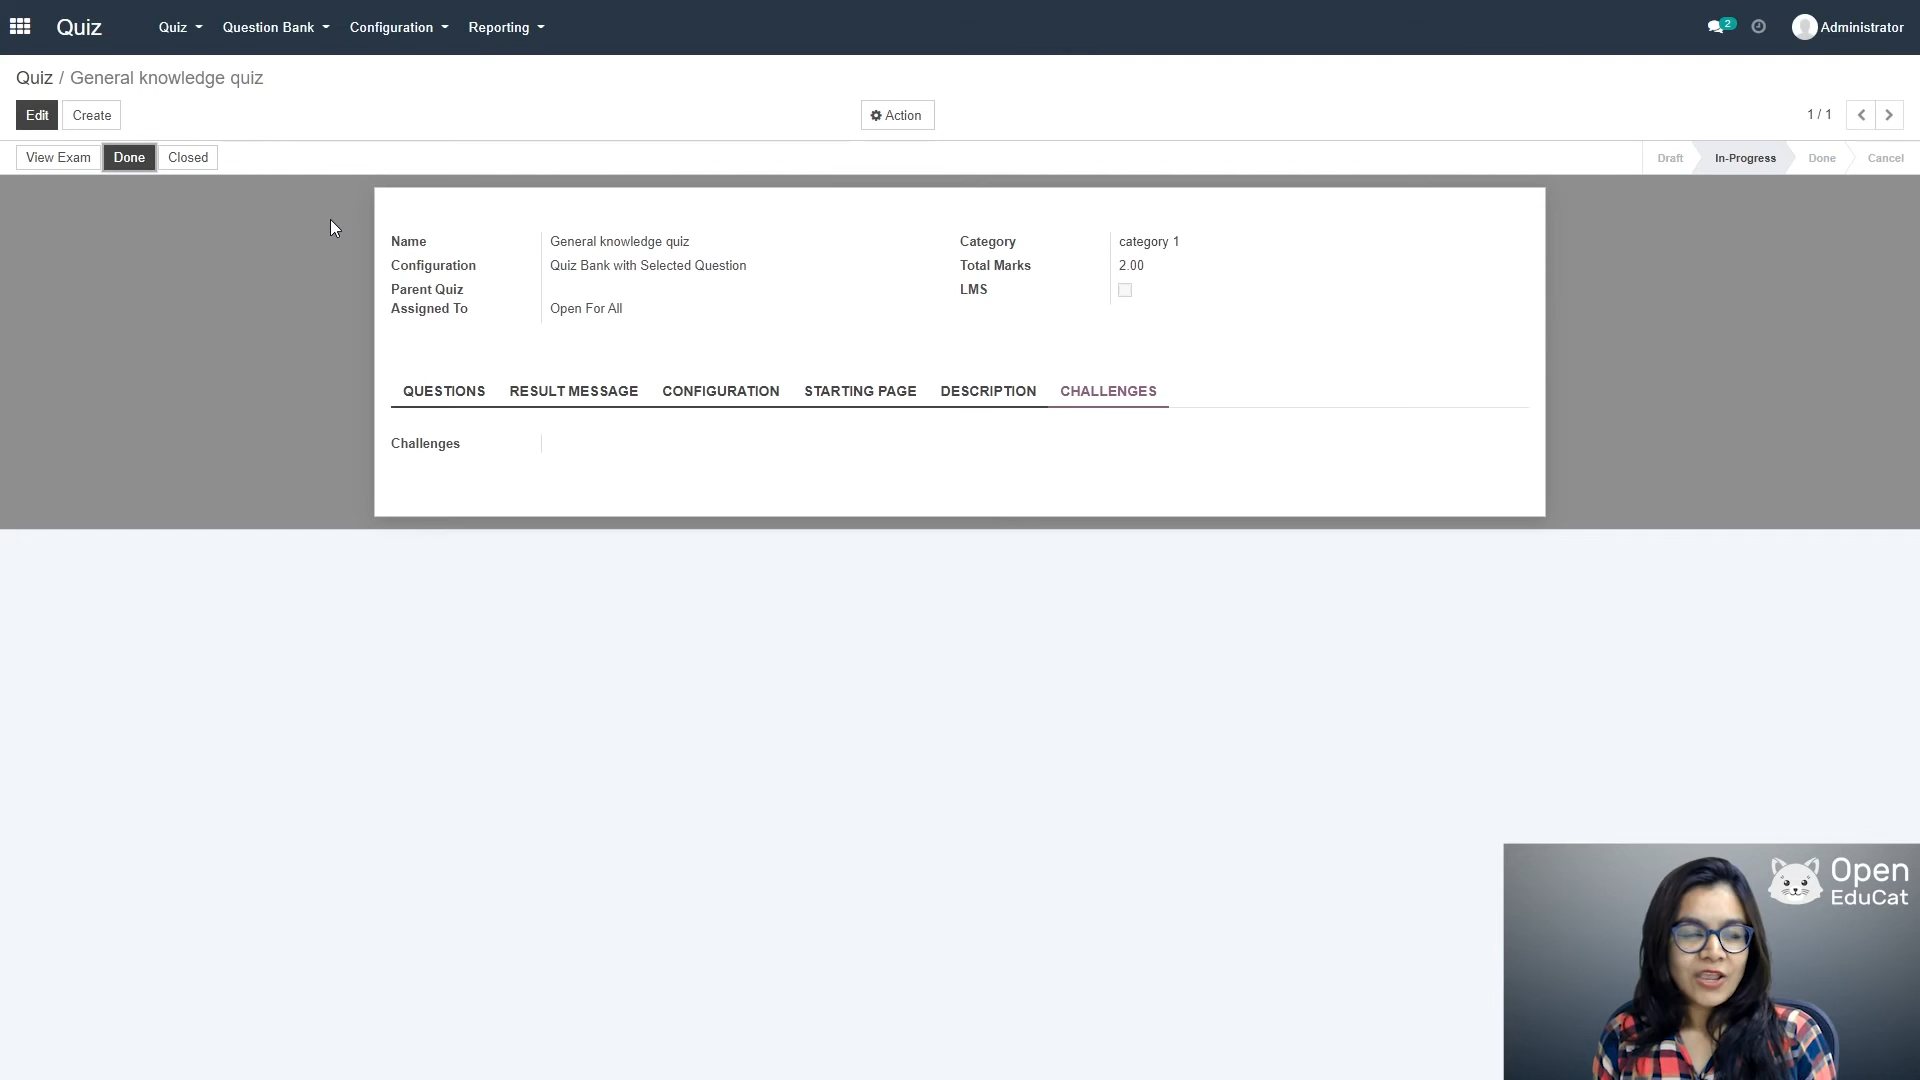 Quiz
Quiz
Question Bank
Configuration
Reporting
2
Administrator
Quiz / General knowledge quiz
Edit
Create
Action
1 / 1
View Exam
Done
Closed
Draft
In-Progress
Done
Cancel
Name
General knowledge quiz
Category
category 1
Configuration
Quiz Bank with Selected Question
Total Marks
2.00
Parent Quiz
LMS
Assigned To
Open For All
QUESTIONS
RESULT MESSAGE
CONFIGURATION
STARTING PAGE
DESCRIPTION
CHALLENGES
Challenges
Open
EduCat